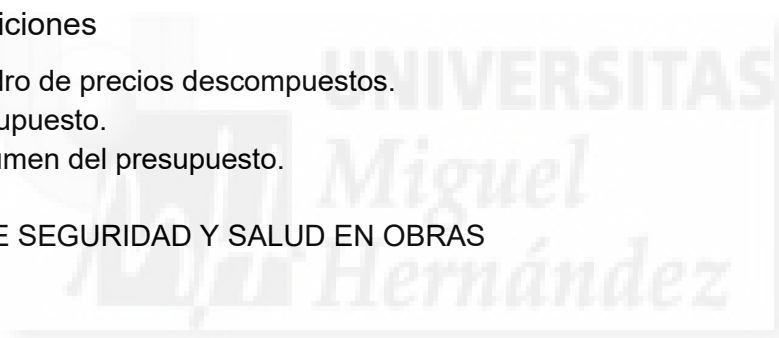 iciones
dro de precios descompuestos.
upuesto.
umen del presupuesto.
E SEGURIDAD Y SALUD EN OBRAS
UNIVERSITAS
Miguel
Hernández